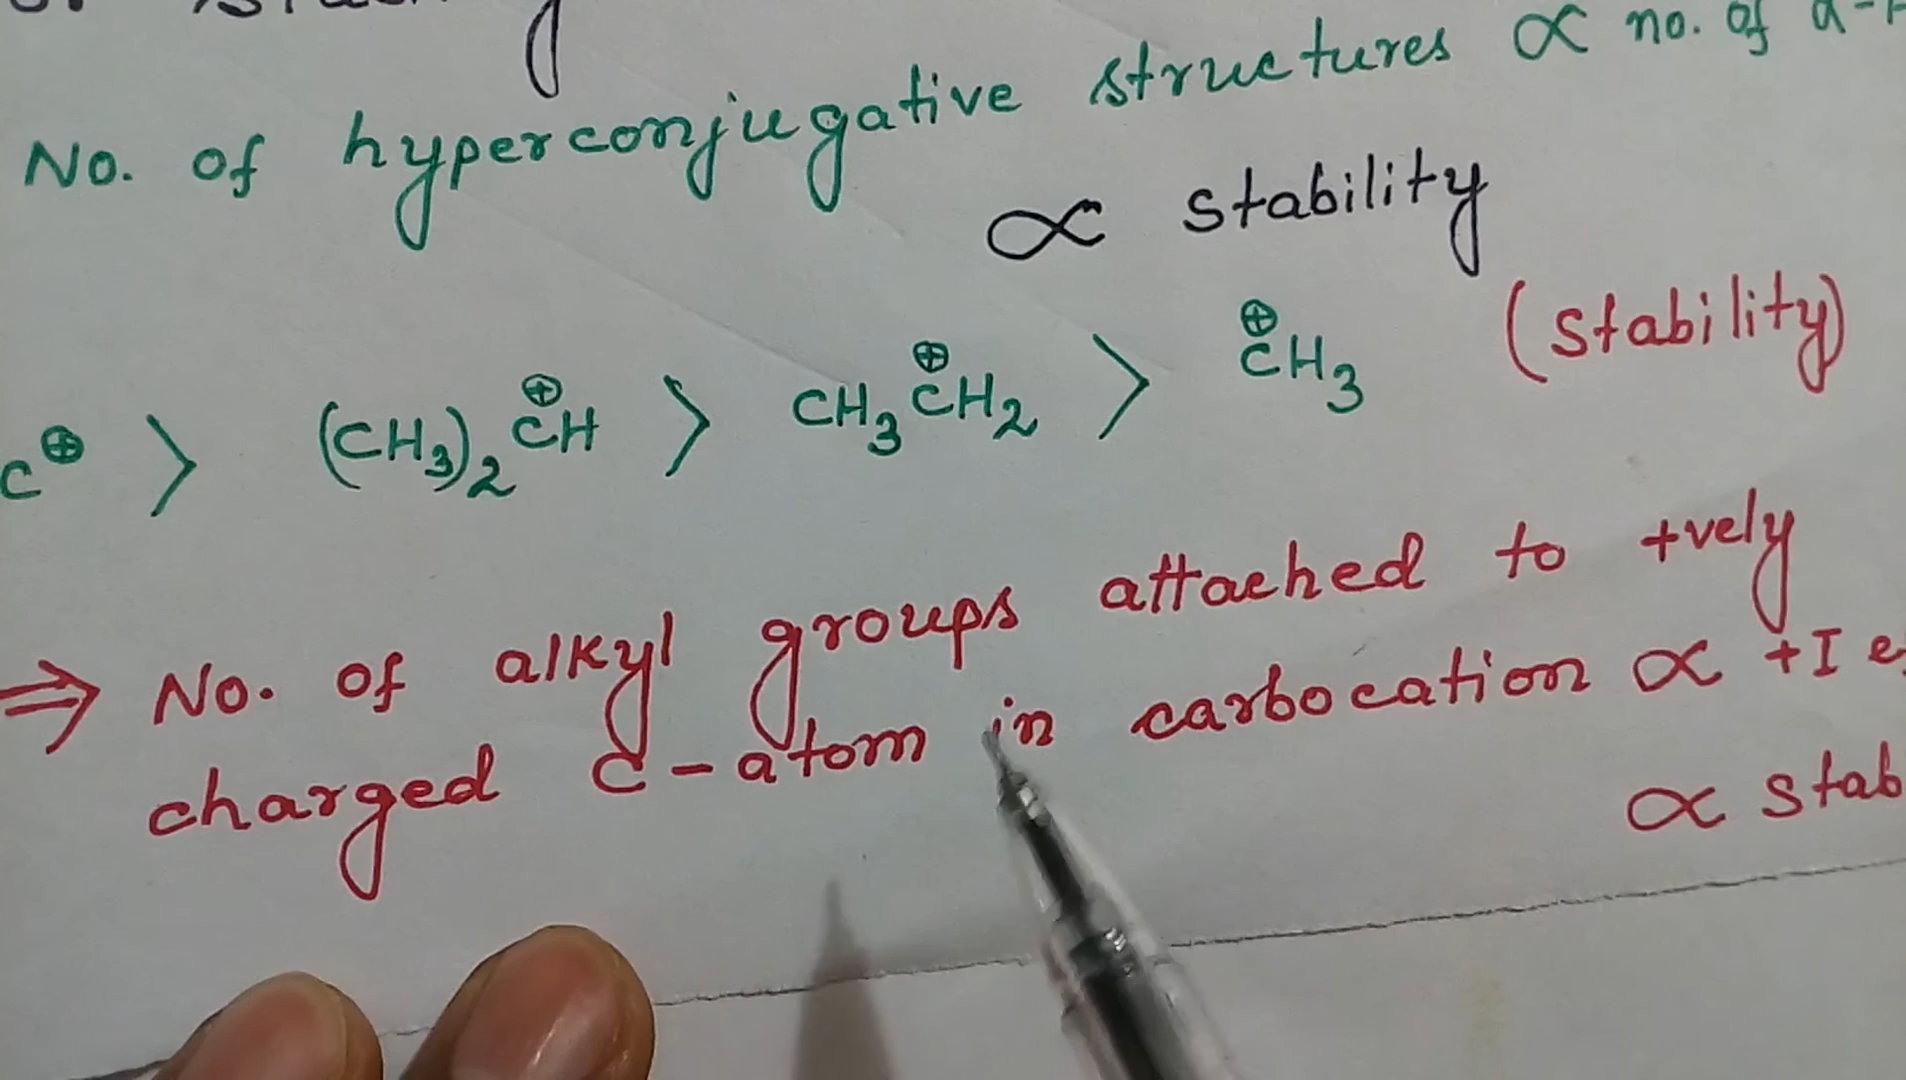 No. of hyperconjugative structures ∝ no. of α-H
∝ stability
C⊕ > (CH₃)₂C⊕H > CH₃C⊕H₂ > C⊕H₃ (stability)
⇒ No. of alkyl groups attached to +vely
charged C-atom in carbocation ∝ +I
∝ stab